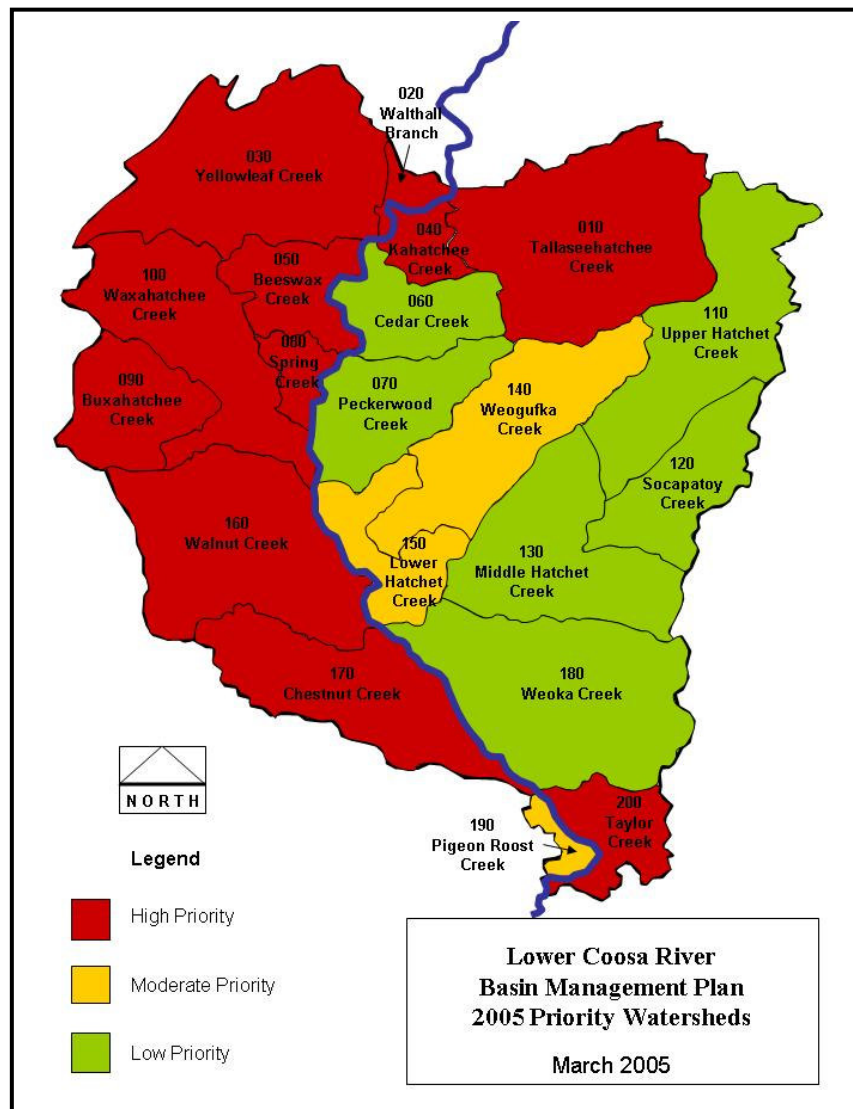 020
Walthall
Branch
030
Yellowleaf Creek
040
Kahatchee
Creek
010
Tallaseehatchee
Creek
050
Beeswax
Creek
100
Waxahatchee
Creek
060
Cedar Creek
110
Upper Hatchet
Creek
080
Spring
Creek
090
Buxahatchee
Creek
070
Peckerwood
Creek
140
Weogufka
Creek
120
Socapatoy
Creek
160
Walnut Creek
150
Lower
Hatchet
Creek
130
Middle Hatchet
Creek
170
Chestnut Creek
180
Weoka Creek
NORTH
200
Taylor
Creek
190
Pigeon Roost
Creek
Legend
High Priority
Moderate Priority
Low Priority
Lower Coosa River
Basin Management Plan
2005 Priority Watersheds
March 2005